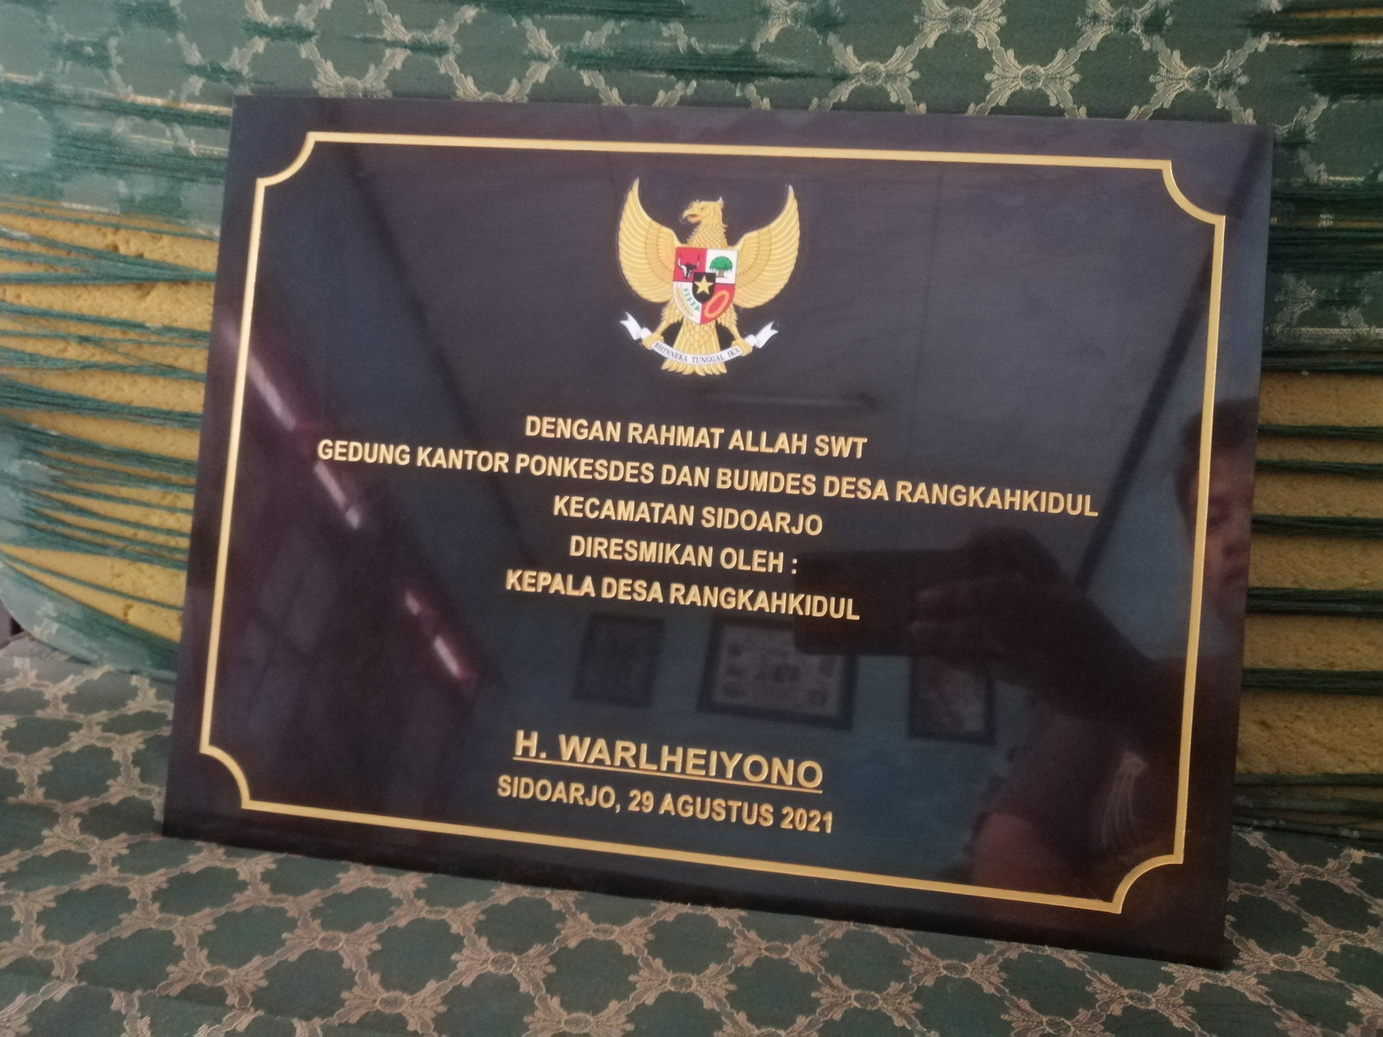 BHINNEKA TUNGGAL IKA
DENGAN RAHMAT ALLAH SWT
GEDUNG KANTOR PONKESDES DAN BUMDES DESA RANGKAHKIDUL
KECAMATAN SIDOARJO
DIRESMIKAN OLEH :
KEPALA DESA RANGKAHKIDUL
H. WARLHEIYONO
SIDOARJO, 29 AGUSTUS 2021